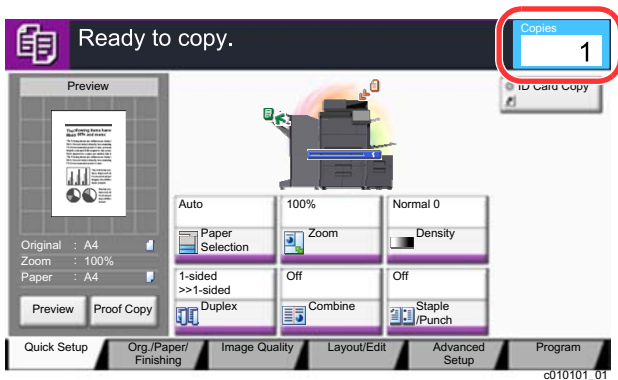 Ready to copy.
Copies
1
Preview
ID Card Copy
Original : A4
Zoom : 100%
Paper : A4
Preview
Proof Copy
Auto
Paper
Selection
100%
Zoom
Normal 0
Density
1-sided
>>1-sided
Duplex
Off
Combine
Off
Staple
/Punch
Quick Setup
Org./Paper/
Finishing
Image Quality
Layout/Edit
Advanced
Setup
Program
c010101_01